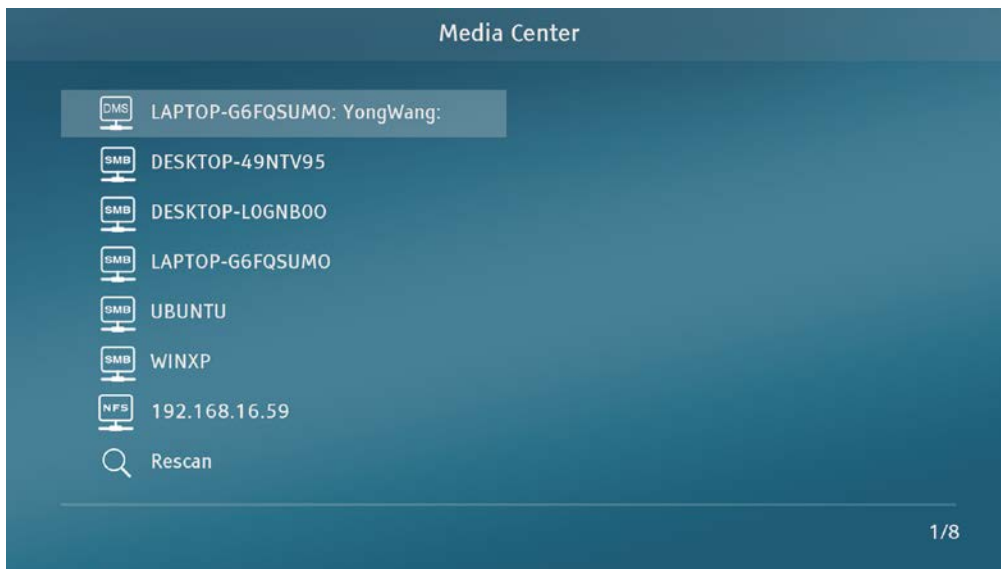 Media Center
DMS LAPTOP-G6FQSUMO: YongWang:
SMB DESKTOP-49NTV95
SMB DESKTOP-L0GNB0O
SMB LAPTOP-G6FQSUMO
SMB UBUNTU
SMB WINXP
NFS 192.168.16.59
Rescan
1/8